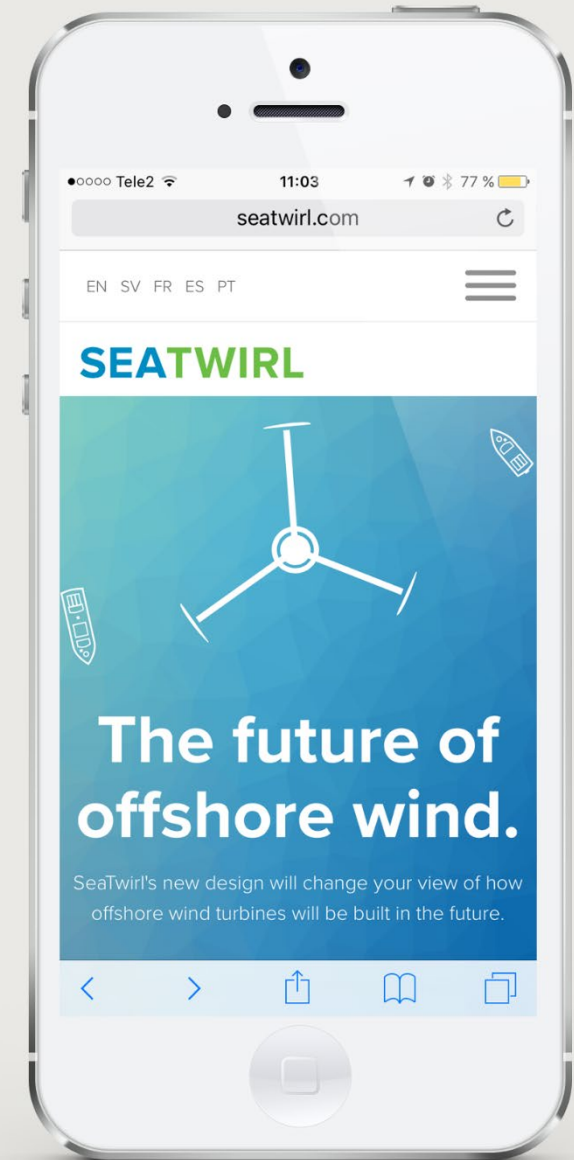 Tele2 11:03 77 %
seatwirl.com
EN SV FR ES PT
SEATWIRL
The future of
offshore wind.
SeaTwirl's new design will change your view of how
offshore wind turbines will be built in the future.